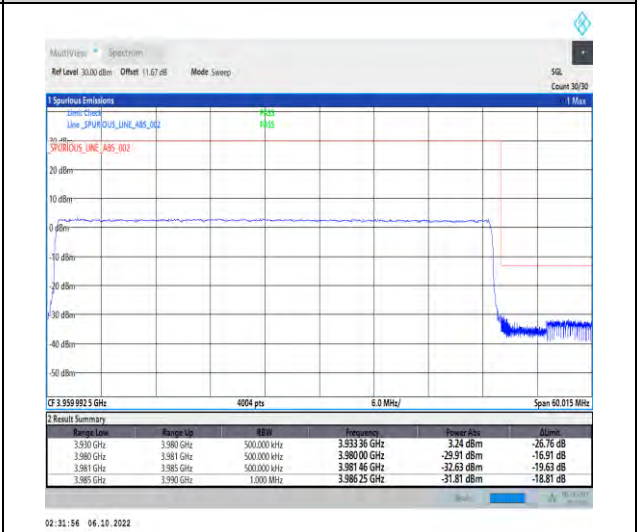 MultiView Spectrum
Ref Level 30.00 dBm Offset 11.67 dB Mode Sweep SGL
Count 30/30
1 Spurious Emissions 1 Max
Limit Check PASS
Line _SPURIOUS_LINE_ABS_002 PASS
30 dBm
_SPURIOUS_LINE_ABS_002
20 dBm
10 dBm
0 dBm
-10 dBm
-20 dBm
-30 dBm
-40 dBm
-50 dBm
CF 3.959 992 5 GHz 4004 pts 6.0 MHz/ Span 60.015 MHz
2 Result Summary
Range Low Range Up RBW Frequency Power Abs ΔLimit
3.930 GHz 3.980 GHz 500.000 kHz 3.933 36 GHz 3.24 dBm -26.76 dB
3.980 GHz 3.981 GHz 500.000 kHz 3.980 00 GHz -29.91 dBm -16.91 dB
3.981 GHz 3.985 GHz 500.000 kHz 3.981 46 GHz -32.63 dBm -19.63 dB
3.985 GHz 3.990 GHz 1.000 MHz 3.986 25 GHz -31.81 dBm -18.81 dB
02:31:56 06.10.2022